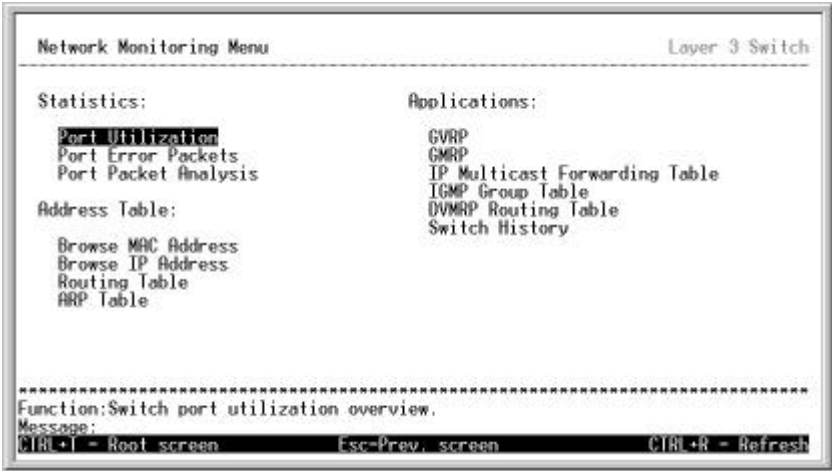 Network Monitoring Menu Layer 3 Switch
Statistics:
Port Utilization
Port Error Packets
Port Packet Analysis
Address Table:
Browse MAC Address
Browse IP Address
Routing Table
ARP Table
Applications:
GVRP
GMRP
IP Multicast Forwarding Table
IGMP Group Table
DVMRP Routing Table
Switch History
********************************************************************************
Function:Switch port utilization overview.
Message:
CTRL+T = Root screen Esc=Prev. screen CTRL+R = Refresh